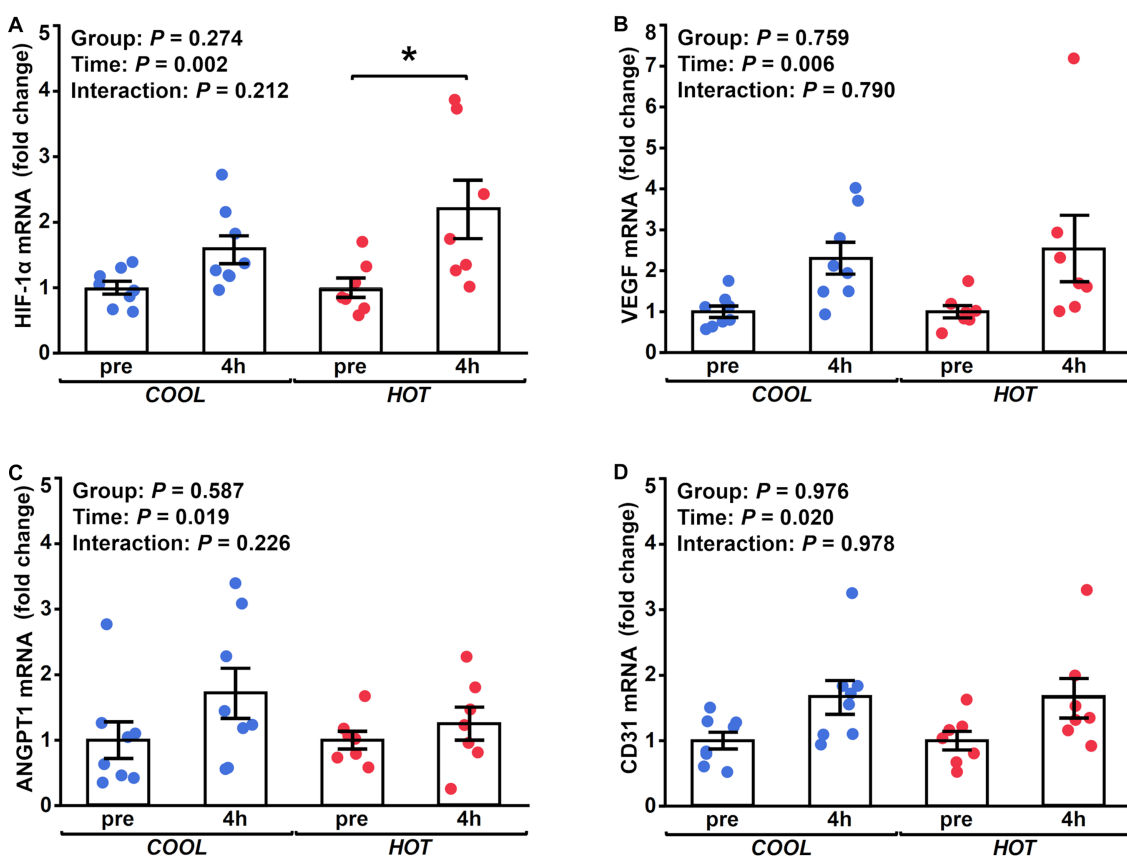 A
HIF-1α mRNA (fold change)
5
4
3
2
1
0
Group: P = 0.274
Time: P = 0.002
Interaction: P = 0.212
*
pre
4h
pre
4h
COOL
HOT
B
VEGF mRNA (fold change)
8
7
6
5
4
3
2
1
0
Group: P = 0.759
Time: P = 0.006
Interaction: P = 0.790
pre
4h
pre
4h
COOL
HOT
C
ANGPT1 mRNA (fold change)
5
4
3
2
1
0
Group: P = 0.587
Time: P = 0.019
Interaction: P = 0.226
pre
4h
pre
4h
COOL
HOT
D
CD31 mRNA (fold change)
5
4
3
2
1
0
Group: P = 0.976
Time: P = 0.020
Interaction: P = 0.978
pre
4h
pre
4h
COOL
HOT